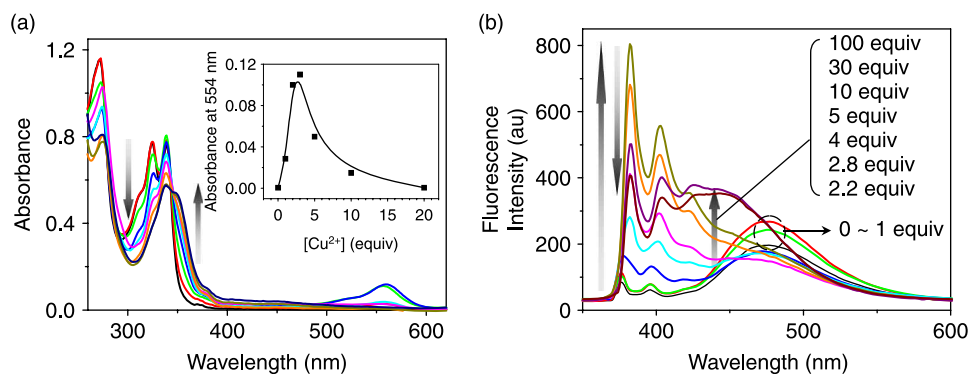 (a)
Absorbance
1.2
0.8
0.4
0.0
300
400
500
600
Wavelength (nm)
Absorbance at 554 nm
0.12
0.08
0.04
0.00
0
5
10
15
20
[Cu²⁺] (equiv)
(b)
Fluorescence
Intensity (au)
800
600
400
200
0
400
500
600
Wavelength (nm)
100 equiv
30 equiv
10 equiv
5 equiv
4 equiv
2.8 equiv
2.2 equiv
0 ~ 1 equiv